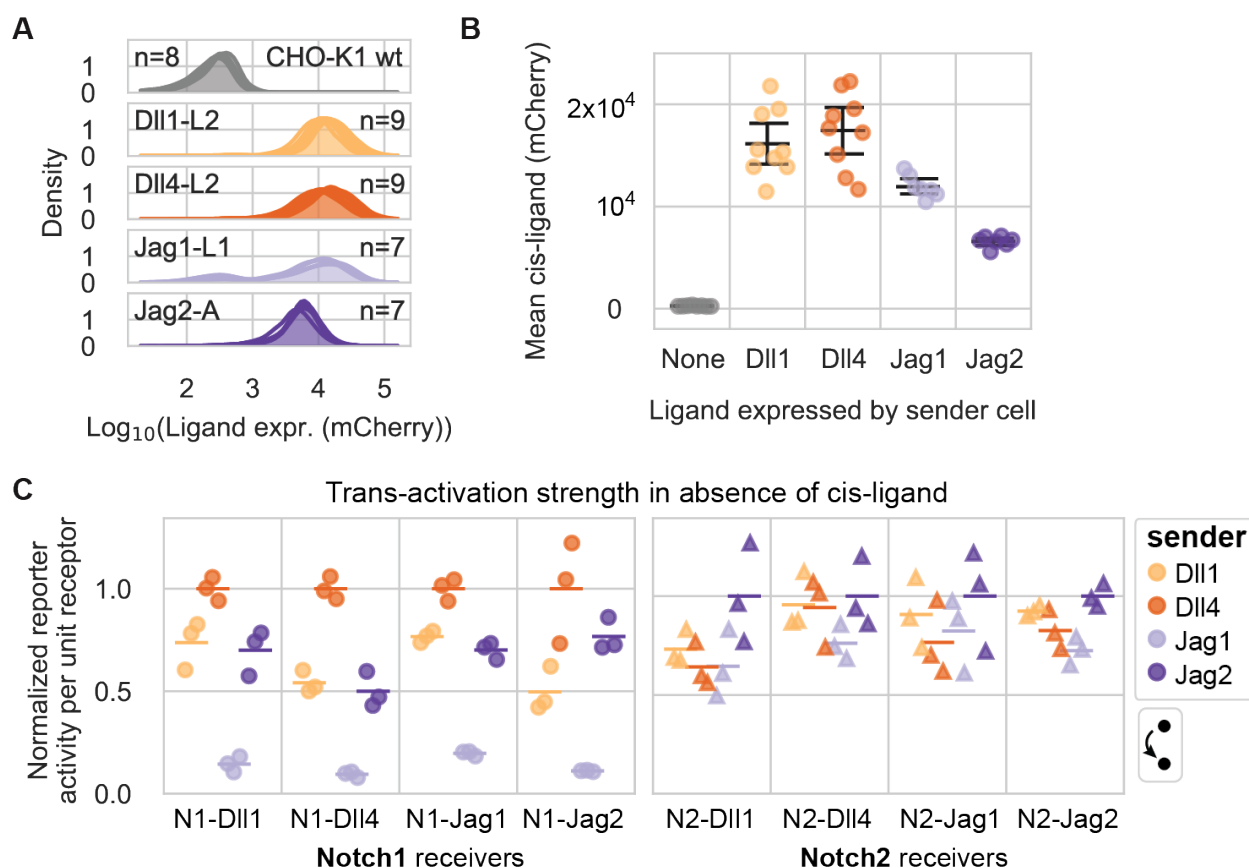 A
Density
n=8 CHO-K1 wt
1
0
Dll1-L2 n=9
1
0
Dll4-L2 n=9
1
0
Jag1-L1 n=7
1
0
Jag2-A n=7
1
0
2 3 4 5
Log₁₀(Ligand expr. (mCherry))
B
Mean cis-ligand (mCherry)
2x10⁴
10⁴
0
None Dll1 Dll4 Jag1 Jag2
Ligand expressed by sender cell
C
Trans-activation strength in absence of cis-ligand
Normalized reporter
activity per unit receptor
1.0
0.5
0.0
N1-Dll1 N1-Dll4 N1-Jag1 N1-Jag2
Notch1 receivers
N2-Dll1 N2-Dll4 N2-Jag1 N2-Jag2
Notch2 receivers
sender
Dll1
Dll4
Jag1
Jag2